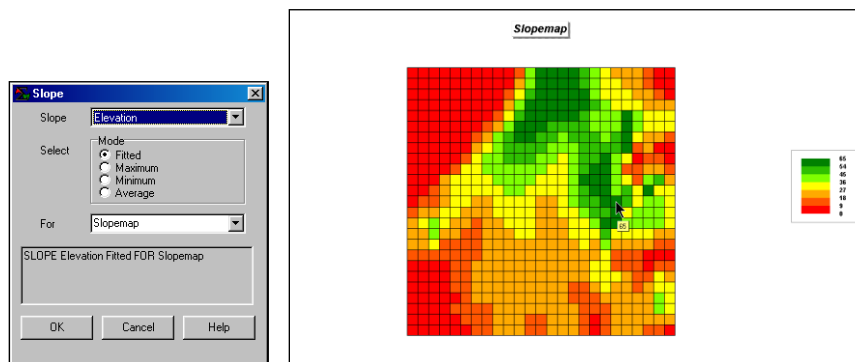 Slope
Slope Elevation
Select Mode
Fitted
Maximum
Minimum
Average
For Slopemap
SLOPE Elevation Fitted FOR Slopemap
OK Cancel Help
Slopemap
65
65
54
45
36
27
18
9
0